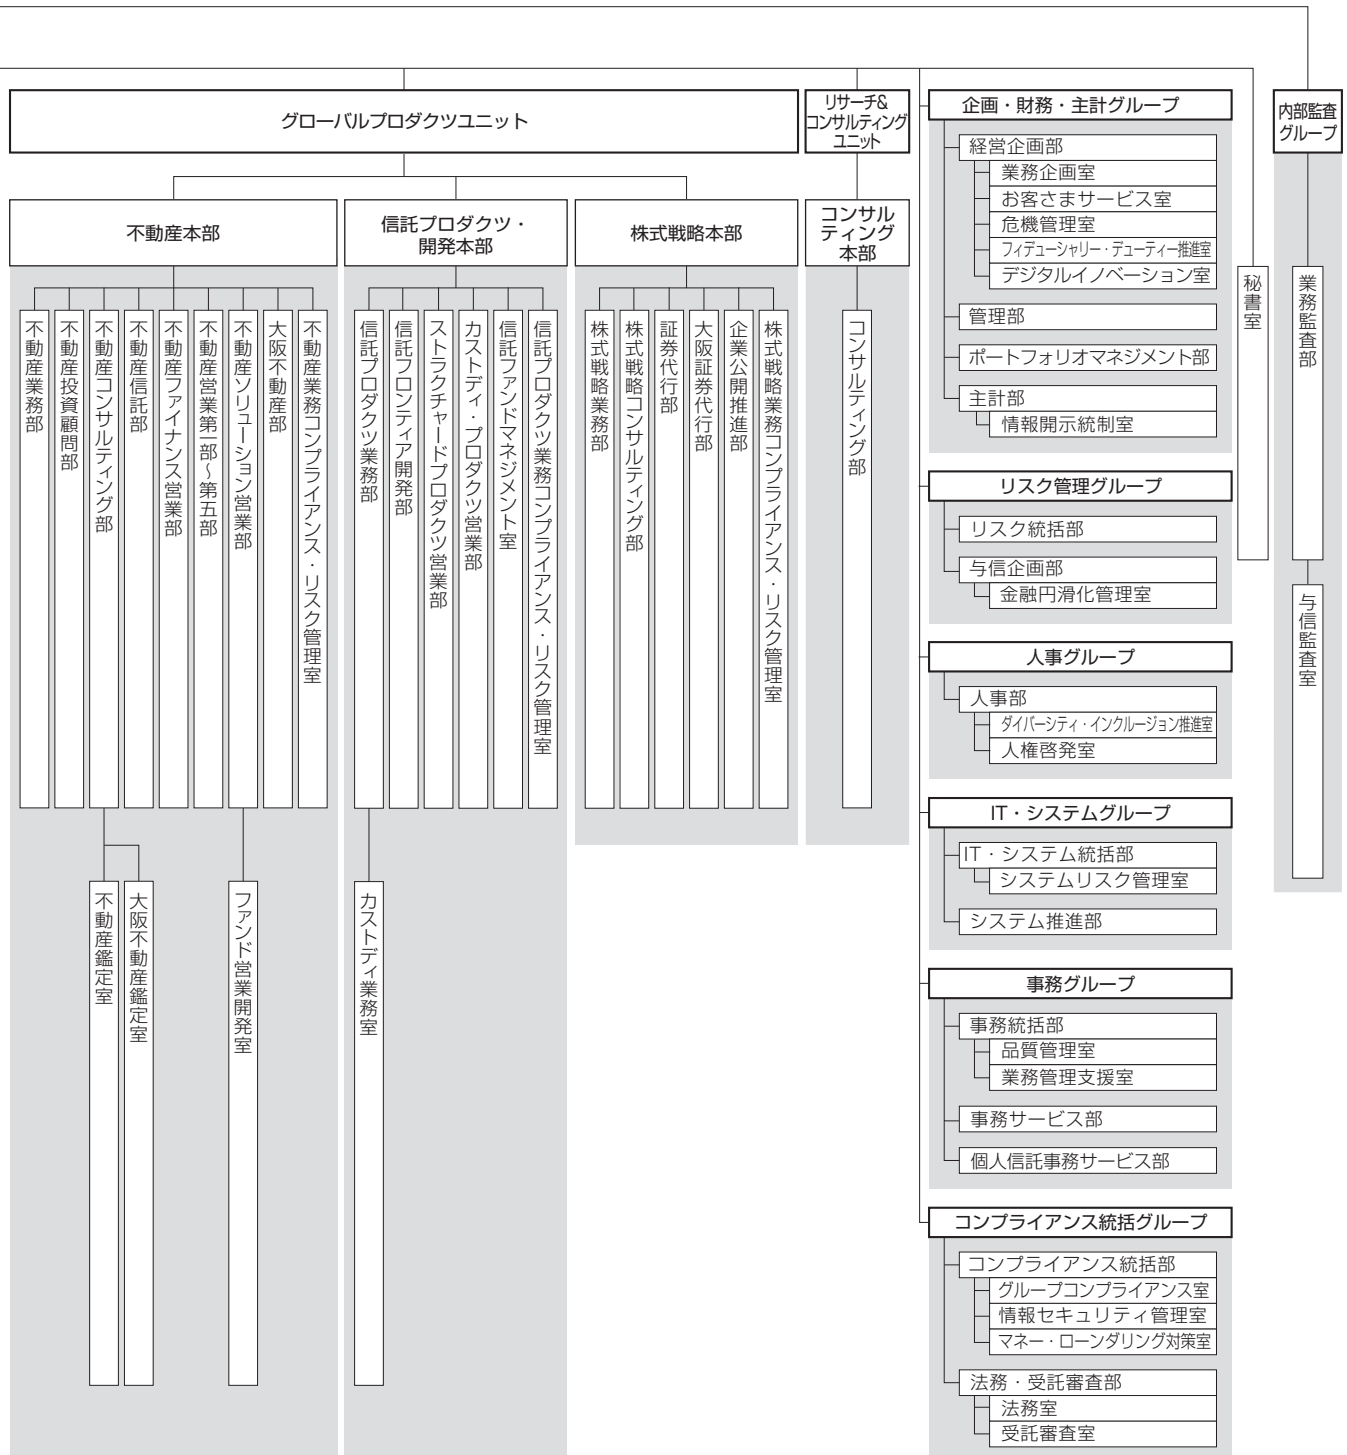 グローバルプロダクツユニット
リサーチ&
コンサルティング
ユニット
不動産本部
信託プロダクツ・
開発本部
株式戦略本部
コンサル
ティング
本部
不動産業務部
不動産投資顧問部
不動産コンサルティング部
不動産信託部
不動産ファイナンス営業部
不動産営業第一部〜第五部
不動産ソリューション営業部
大阪不動産部
不動産業務コンプライアンス・リスク管理室
信託プロダクツ業務部
信託フロンティア開発部
ストラクチャードプロダクツ営業部
カストディ・プロダクツ営業部
信託ファンドマネジメント室
信託プロダクツ業務コンプライアンス・リスク管理室
株式戦略業務部
株式戦略コンサルティング部
証券代行部
大阪証券代行部
企業公開推進部
株式戦略業務コンプライアンス・リスク管理室
コンサルティング部
不動産鑑定室
大阪不動産鑑定室
ファンド営業開発室
カストディ業務室
企画・財務・主計グループ
経営企画部
業務企画室
お客さまサービス室
危機管理室
フィデューシャリー・デューティー推進室
デジタルイノベーション室
管理部
ポートフォリオマネジメント部
主計部
情報開示統制室
リスク管理グループ
リスク統括部
与信企画部
金融円滑化管理室
人事グループ
人事部
ダイバーシティ・インクルージョン推進室
人権啓発室
IT・システムグループ
IT・システム統括部
システムリスク管理室
システム推進部
事務グループ
事務統括部
品質管理室
業務管理支援室
事務サービス部
個人信託事務サービス部
コンプライアンス統括グループ
コンプライアンス統括部
グループコンプライアンス室
情報セキュリティ管理室
マネー・ローンダリング対策室
法務・受託審査部
法務室
受託審査室
秘書室
内部監査
グループ
業務監査部
与信監査室